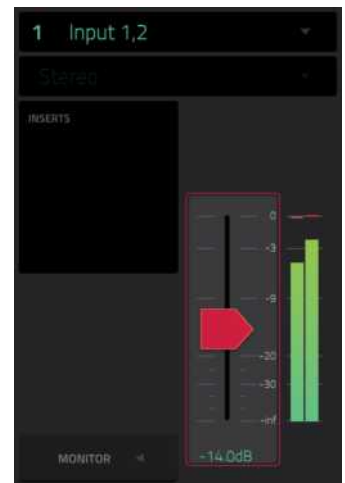 1 Input 1,2
Stereo
INSERTS
0
-3
-9
-20
-30
-inf
MONITOR
-14.0dB